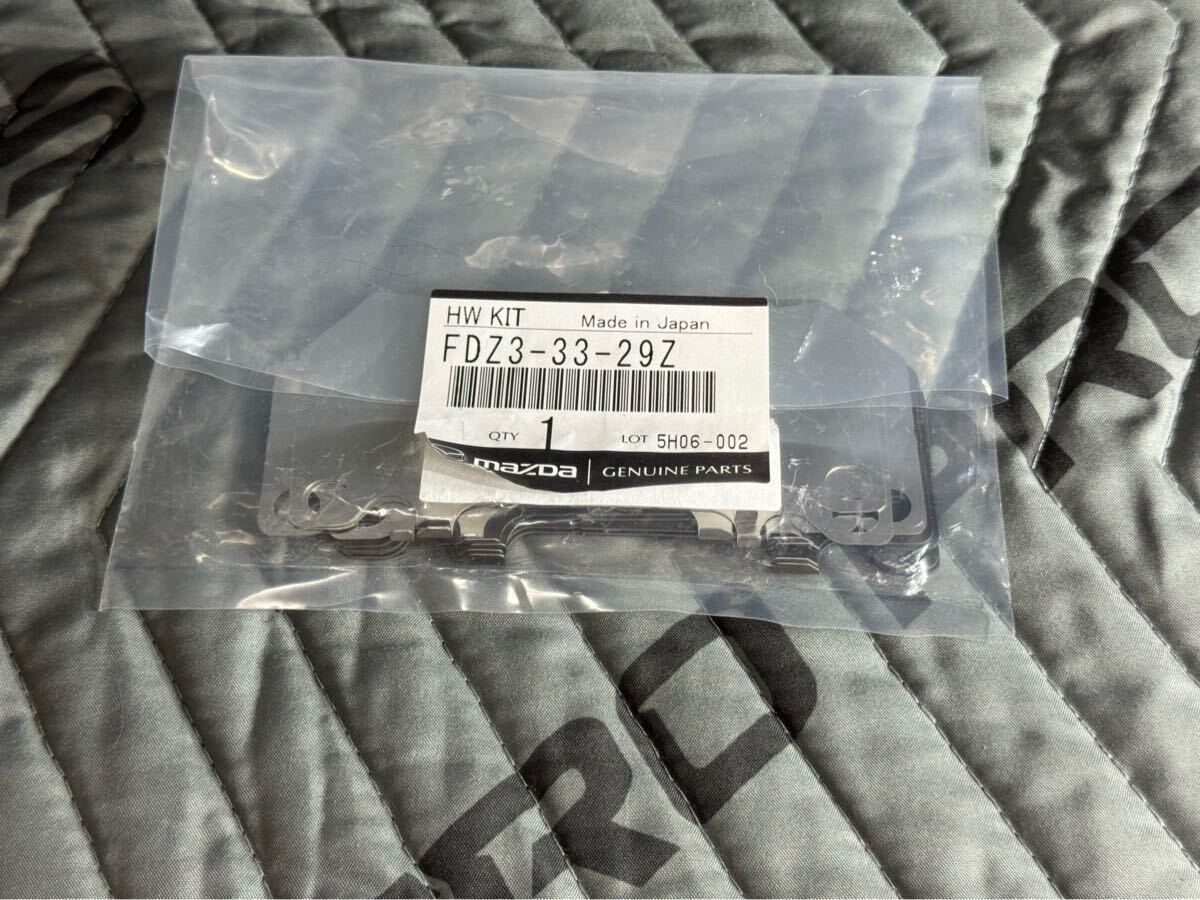 HW KIT Made in Japan
FDZ3-33-29Z
QTY 1 LOT 5H06-002
mazda GENUINE PARTS